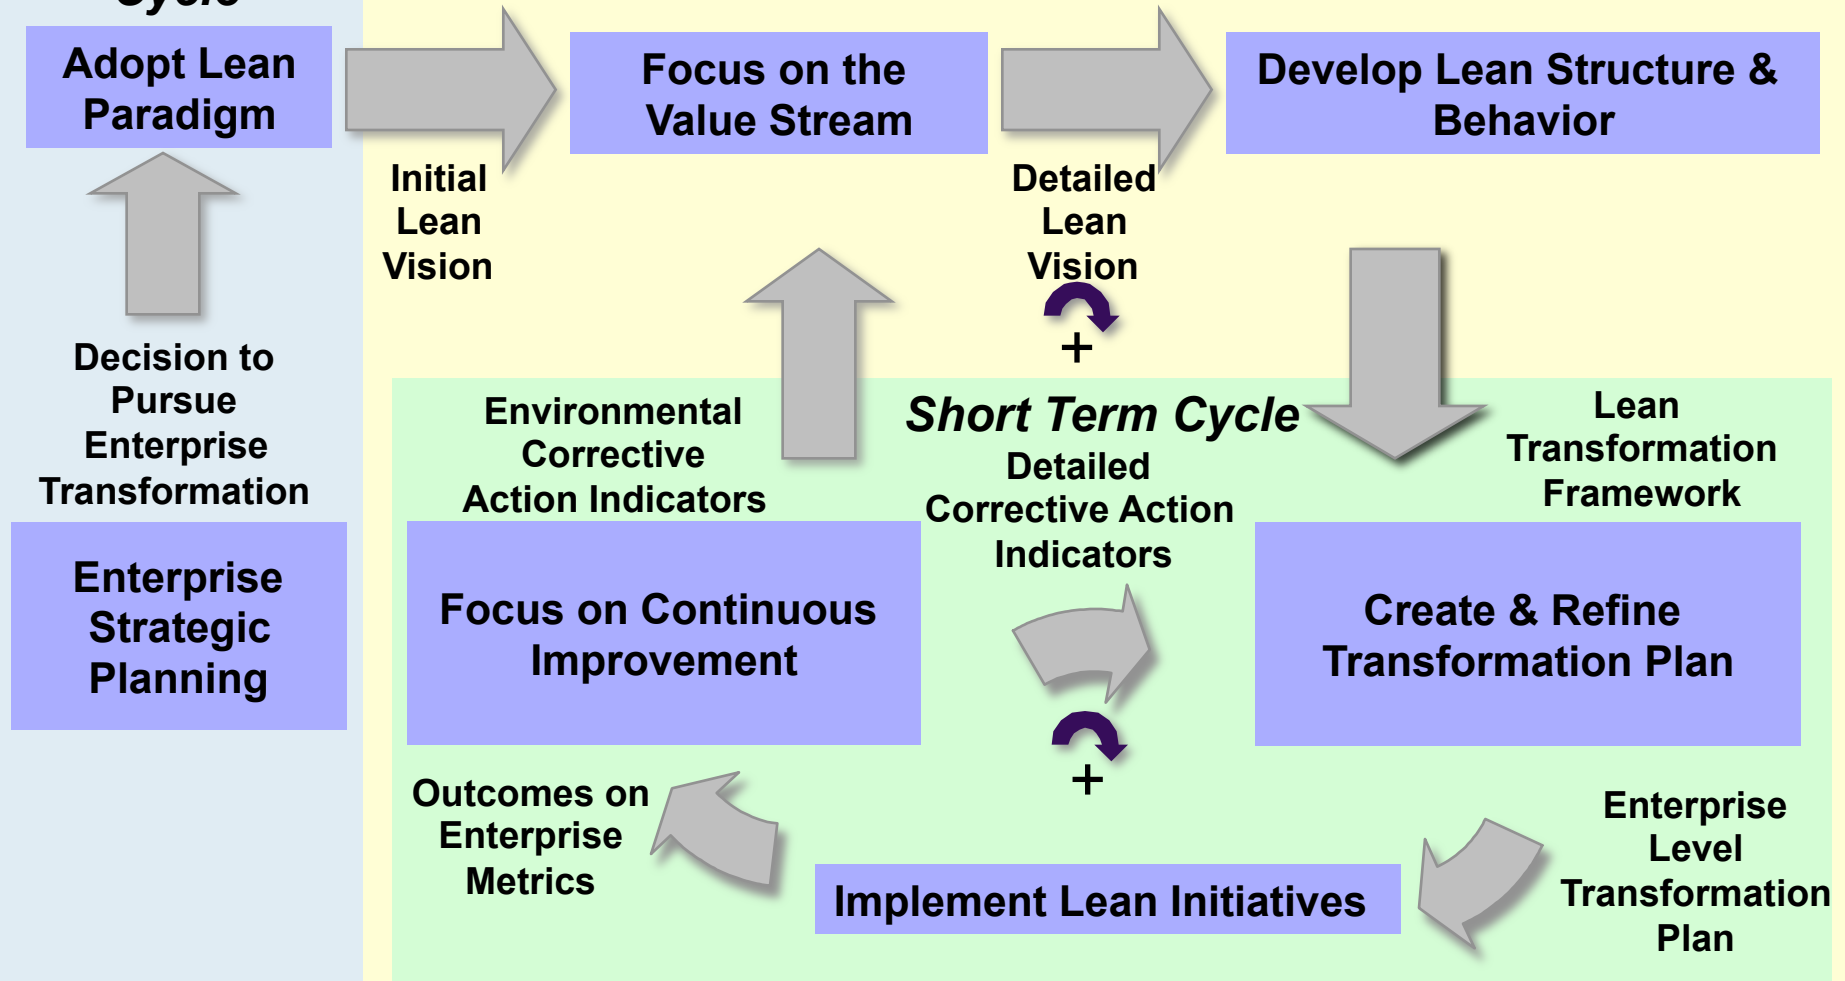 Cycle
Adopt Lean
Paradigm
Focus on the
Value Stream
Develop Lean Structure &
Behavior
Initial
Lean
Vision
Detailed
Lean
Vision
+
Decision to
Pursue
Enterprise
Transformation
Environmental
Corrective
Action Indicators
Short Term Cycle
Detailed
Corrective Action
Indicators
Lean
Transformation
Framework
Enterprise
Strategic
Planning
Focus on Continuous
Improvement
Create & Refine
Transformation Plan
+
Outcomes on
Enterprise
Metrics
Implement Lean Initiatives
Enterprise
Level
Transformation
Plan